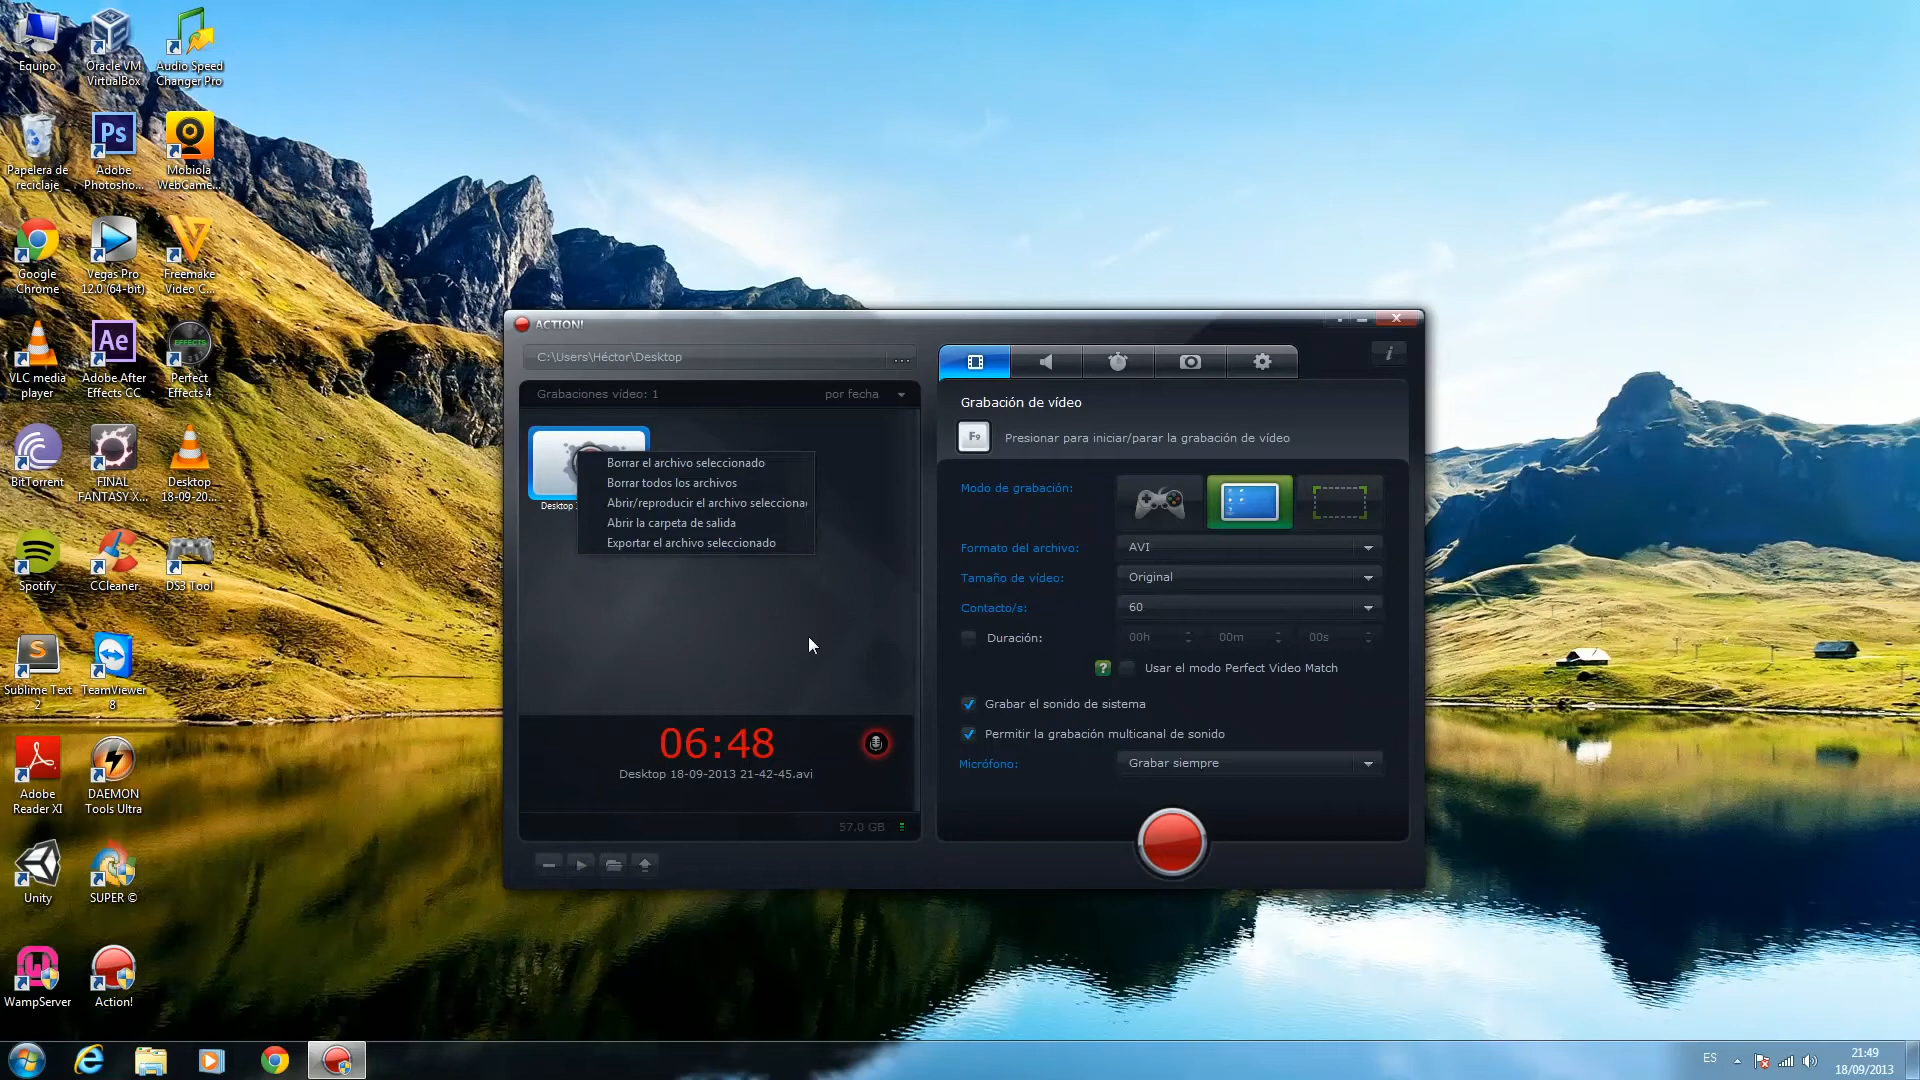 Equipo
Oracle VM
VirtualBox
Audio Speed
Changer Pro
Papelera de
reciclaje
Ps
Adobe
Photosho...
Mobiola
WebCame...
Google
Chrome
Vegas Pro
12.0 (64-bit)
Freemake
Video C...
VLC media
player
Ae
Adobe After
Effects CC
EFFECTS
Perfect
Effects 4
BitTorrent
FINAL
FANTASY X...
Desktop
18-09-20...
Spotify
CCleaner
DS3 Tool
Sublime Text
2
TeamViewer
8
Adobe
Reader XI
DAEMON
Tools Ultra
Unity
SUPER ©
WampServer
Action!
ACTION!
C:\Users\Héctor\Desktop
...
Grabaciones vídeo: 1
por fecha
Desktop
Borrar el archivo seleccionado
Borrar todos los archivos
Abrir/reproducir el archivo selecciona
Abrir la carpeta de salida
Exportar el archivo seleccionado
06:48
Desktop 18-09-2013 21-42-45.avi
57.0 GB
i
Grabación de vídeo
F9
Presionar para iniciar/parar la grabación de vídeo
Modo de grabación:
Formato del archivo:
AVI
Tamaño de vídeo:
Original
Contacto/s:
60
Duración:
00h
00m
00s
?
Usar el modo Perfect Video Match
Grabar el sonido de sistema
Permitir la grabación multicanal de sonido
Micrófono:
Grabar siempre
ES
21:49
18/09/2013